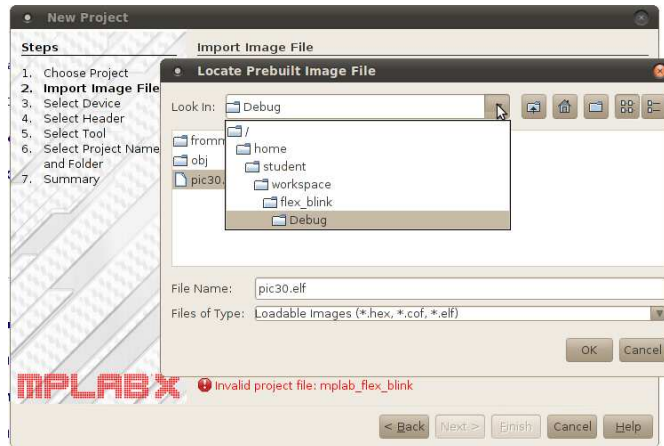 New Project
Steps
Import Image File
1. Choose Project
2. Import Image File
3. Select Device
4. Select Header
5. Select Tool
6. Select Project Name
and Folder
7. Summary
Locate Prebuilt Image File
Look In: Debug
/
home
student
workspace
flex_blink
Debug
obj
File Name: pic30.elf
Files of Type: Loadable Images (*.hex, *.cof, *.elf)
OK Cancel
MPLAB X
Invalid project file: mplab_flex_blink
< Back Next > Finish Cancel Help